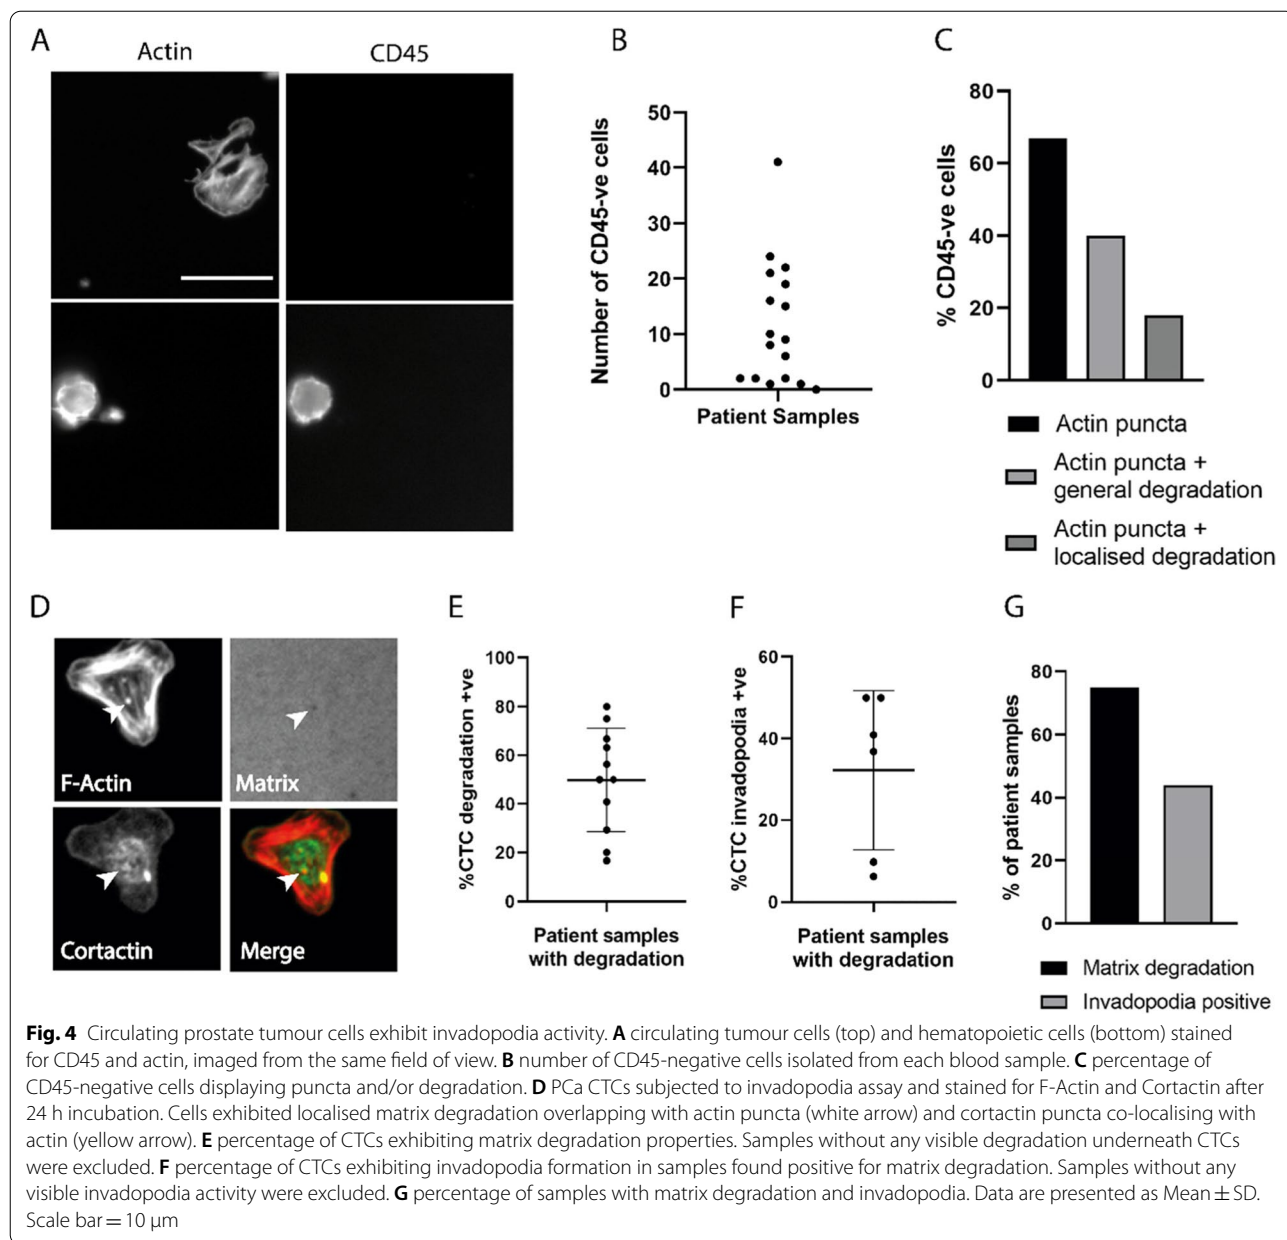 A
Actin
CD45
B
50
40
30
20
10
0
Number of CD45-ve cells
Patient Samples
C
80
60
40
20
0
% CD45-ve cells
Actin puncta
Actin puncta +
general degradation
Actin puncta +
localised degradation
D
F-Actin
Matrix
Cortactin
Merge
E
100
80
60
40
20
0
%CTC degradation +ve
Patient samples
with degradation
F
60
40
20
0
%CTC invadopodia +ve
Patient samples
with degradation
G
80
60
40
20
0
% of patient samples
Matrix degradation
Invadopodia positive
Fig. 4 Circulating prostate tumour cells exhibit invadopodia activity. A circulating tumour cells (top) and hematopoietic cells (bottom) stained
for CD45 and actin, imaged from the same field of view. B number of CD45-negative cells isolated from each blood sample. C percentage of
CD45-negative cells displaying puncta and/or degradation. D PCa CTCs subjected to invadopodia assay and stained for F-Actin and Cortactin after
24 h incubation. Cells exhibited localised matrix degradation overlapping with actin puncta (white arrow) and cortactin puncta co-localising with
actin (yellow arrow). E percentage of CTCs exhibiting matrix degradation properties. Samples without any visible degradation underneath CTCs
were excluded. F percentage of CTCs exhibiting invadopodia formation in samples found positive for matrix degradation. Samples without any
visible invadopodia activity were excluded. G percentage of samples with matrix degradation and invadopodia. Data are presented as Mean ± SD.
Scale bar = 10 µm